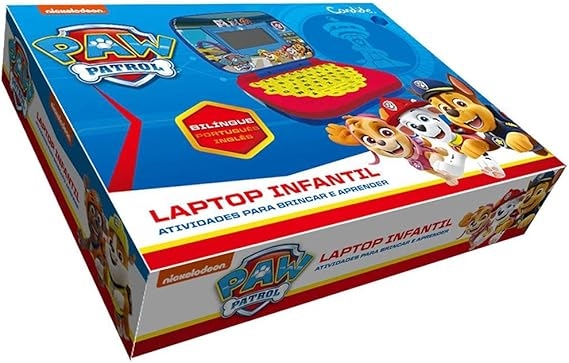 nickelodeon
Candide
PAW
PATROL
BILÍNGUE
PORTUGUÊS
INGLÊS
LAPTOP INFANTIL
ATIVIDADES PARA BRINCAR E APRENDER
nickelodeon
PAW
PATROL
LAPTOP INFANTIL
ATIVIDADES PARA BRINCAR E APRENDER